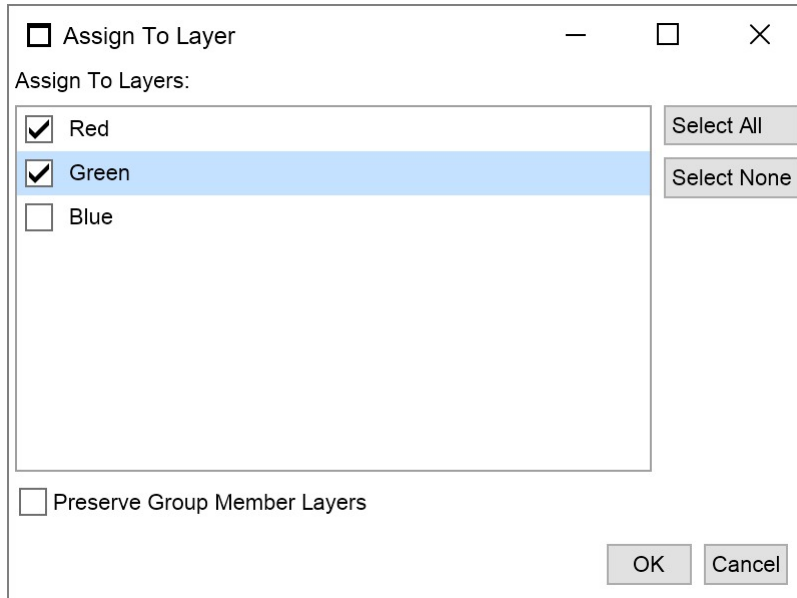 Assign To Layer
Assign To Layers:
Red
Select All
Green
Select None
Blue
Preserve Group Member Layers
OK Cancel